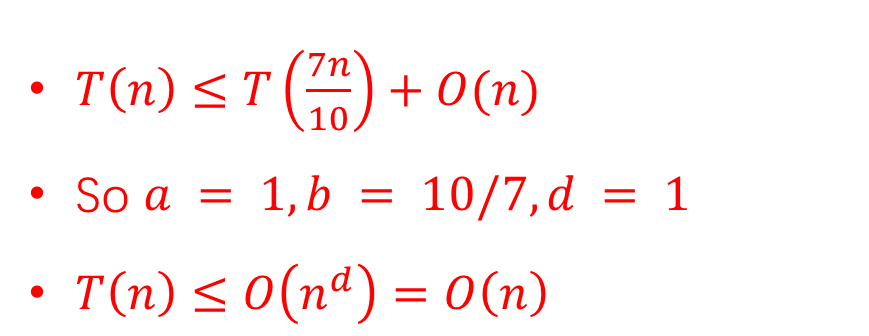 • T(n) ≤ T(7n/10) + O(n)
• So a = 1, b = 10/7, d = 1
• T(n) ≤ O(n^d) = O(n)